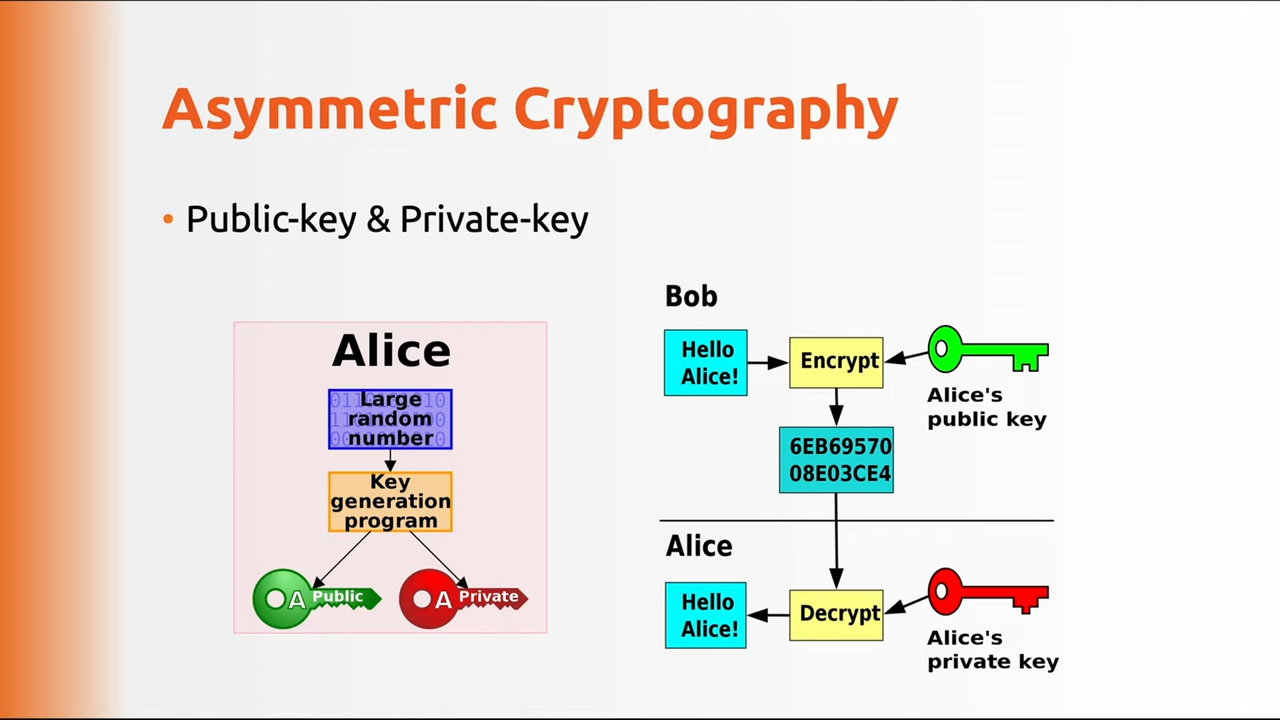 Asymmetric Cryptography
• Public-key & Private-key
Alice
Large
random
number
Key
generation
program
A Public
A Private
Bob
Hello
Alice!
Encrypt
Alice's
public key
6EB69570
08E03CE4
Alice
Hello
Alice!
Decrypt
Alice's
private key